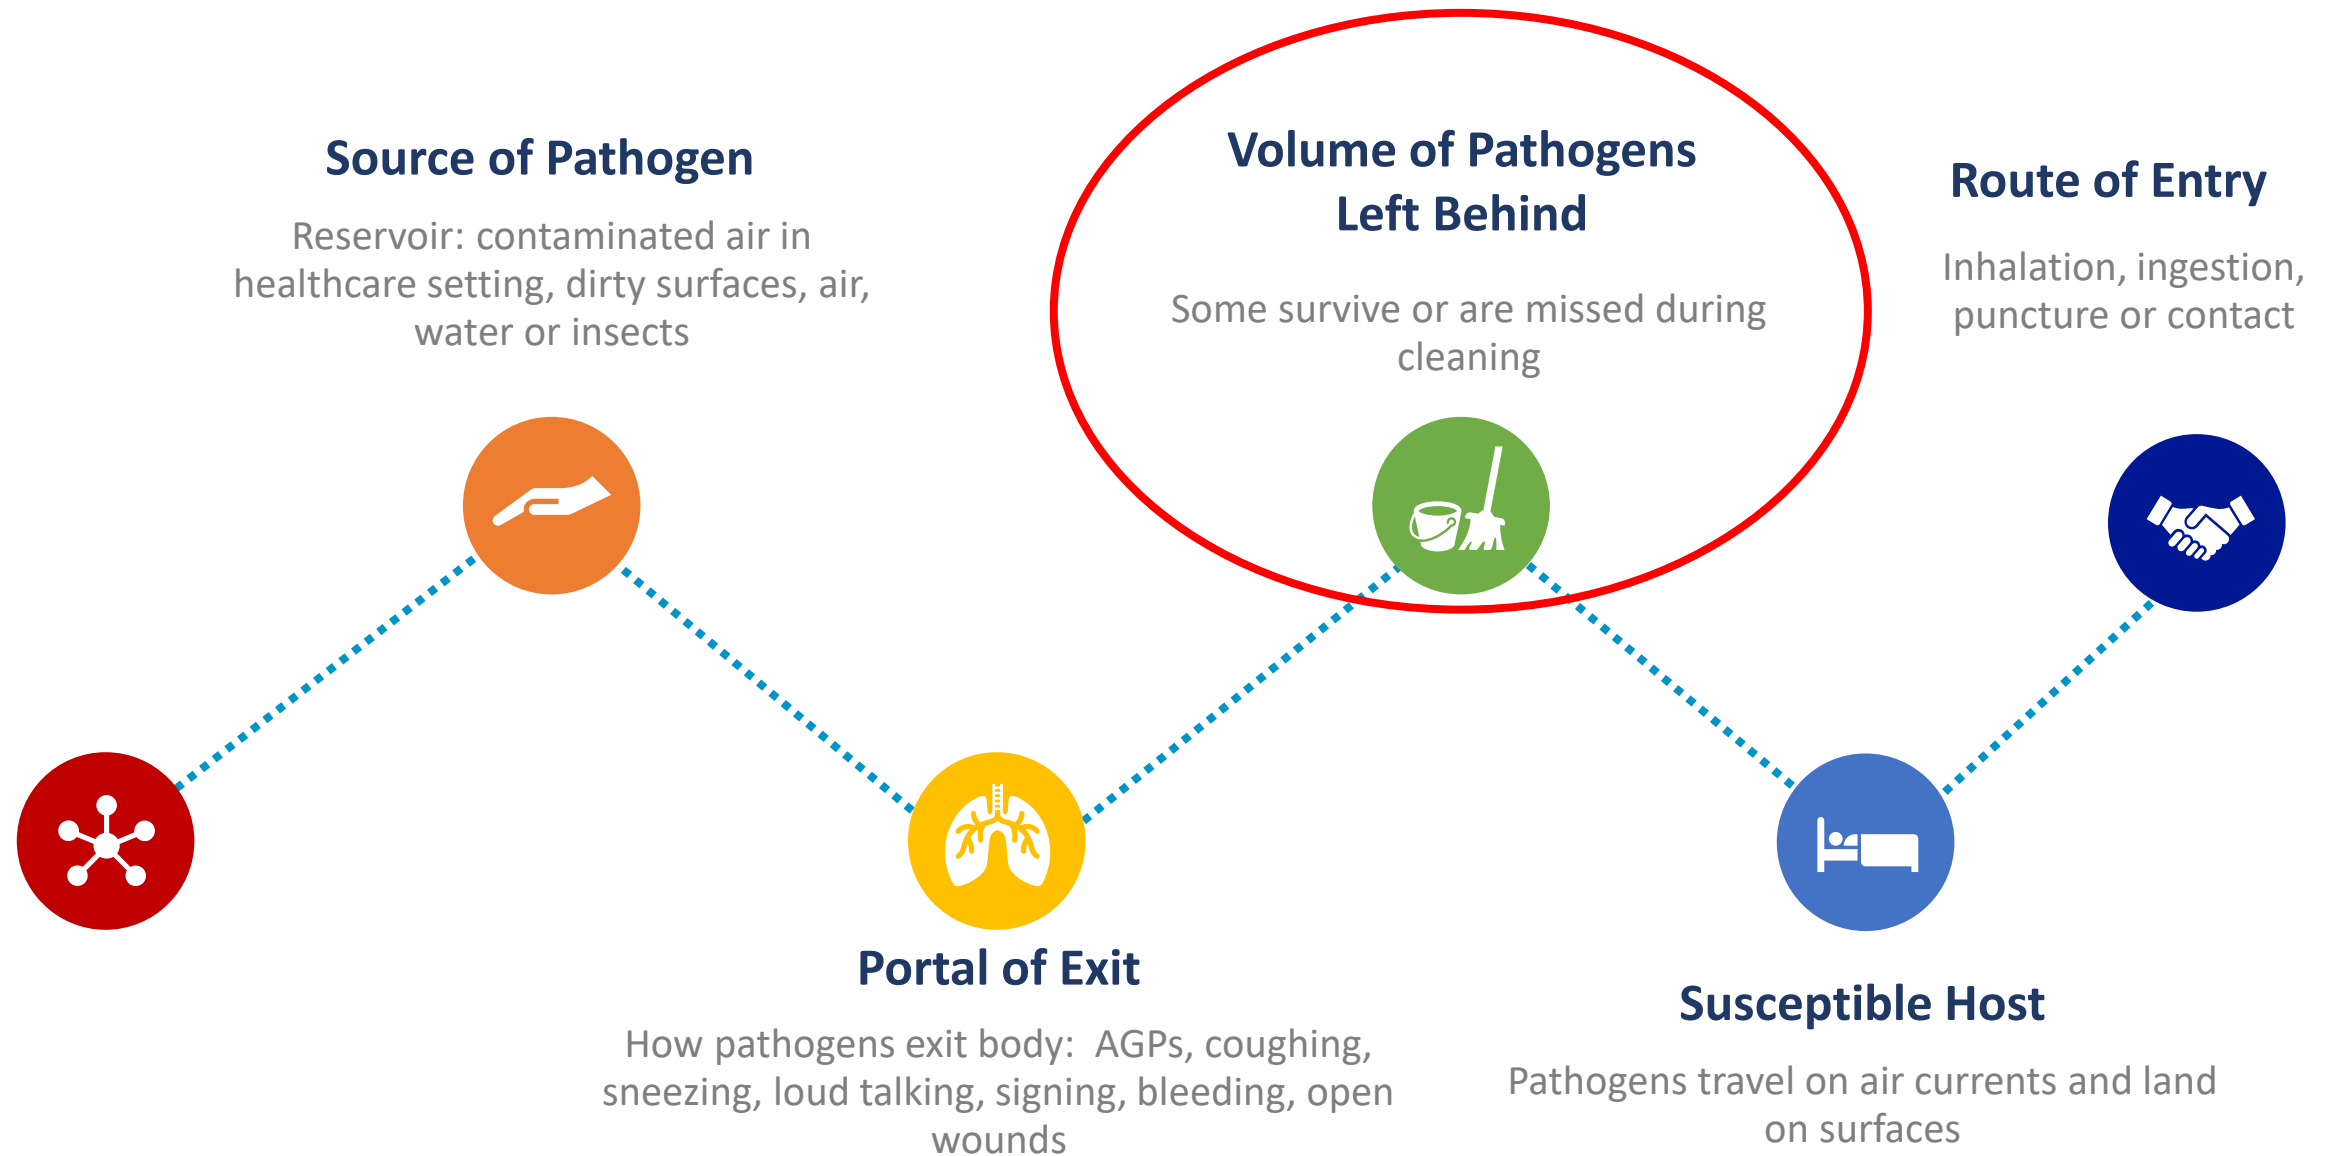 Source of Pathogen
Reservoir: contaminated air in
healthcare setting, dirty surfaces, air,
water or insects
Portal of Exit
How pathogens exit body:  AGPs, coughing,
sneezing, loud talking, signing, bleeding, open
wounds
Volume of Pathogens
Left Behind
Some survive or are missed during
cleaning
Susceptible Host
Pathogens travel on air currents and land
on surfaces
Route of Entry
Inhalation, ingestion,
puncture or contact